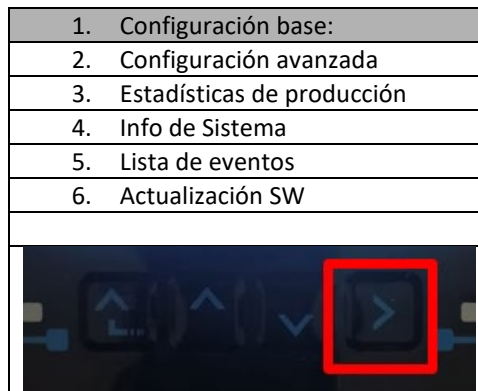 1. Configuración base:
2. Configuración avanzada
3. Estadísticas de producción
4. Info de Sistema
5. Lista de eventos
6. Actualización SW